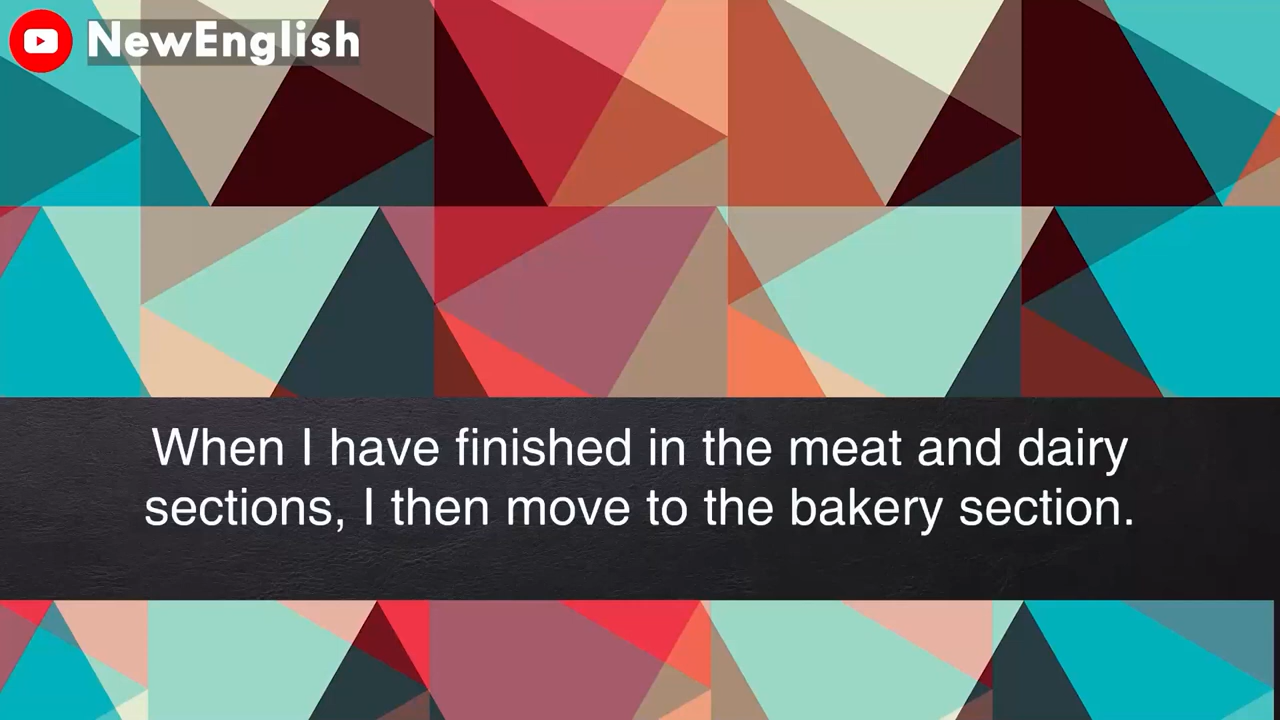 NewEnglish
When I have finished in the meat and dairy
sections, I then move to the bakery section.